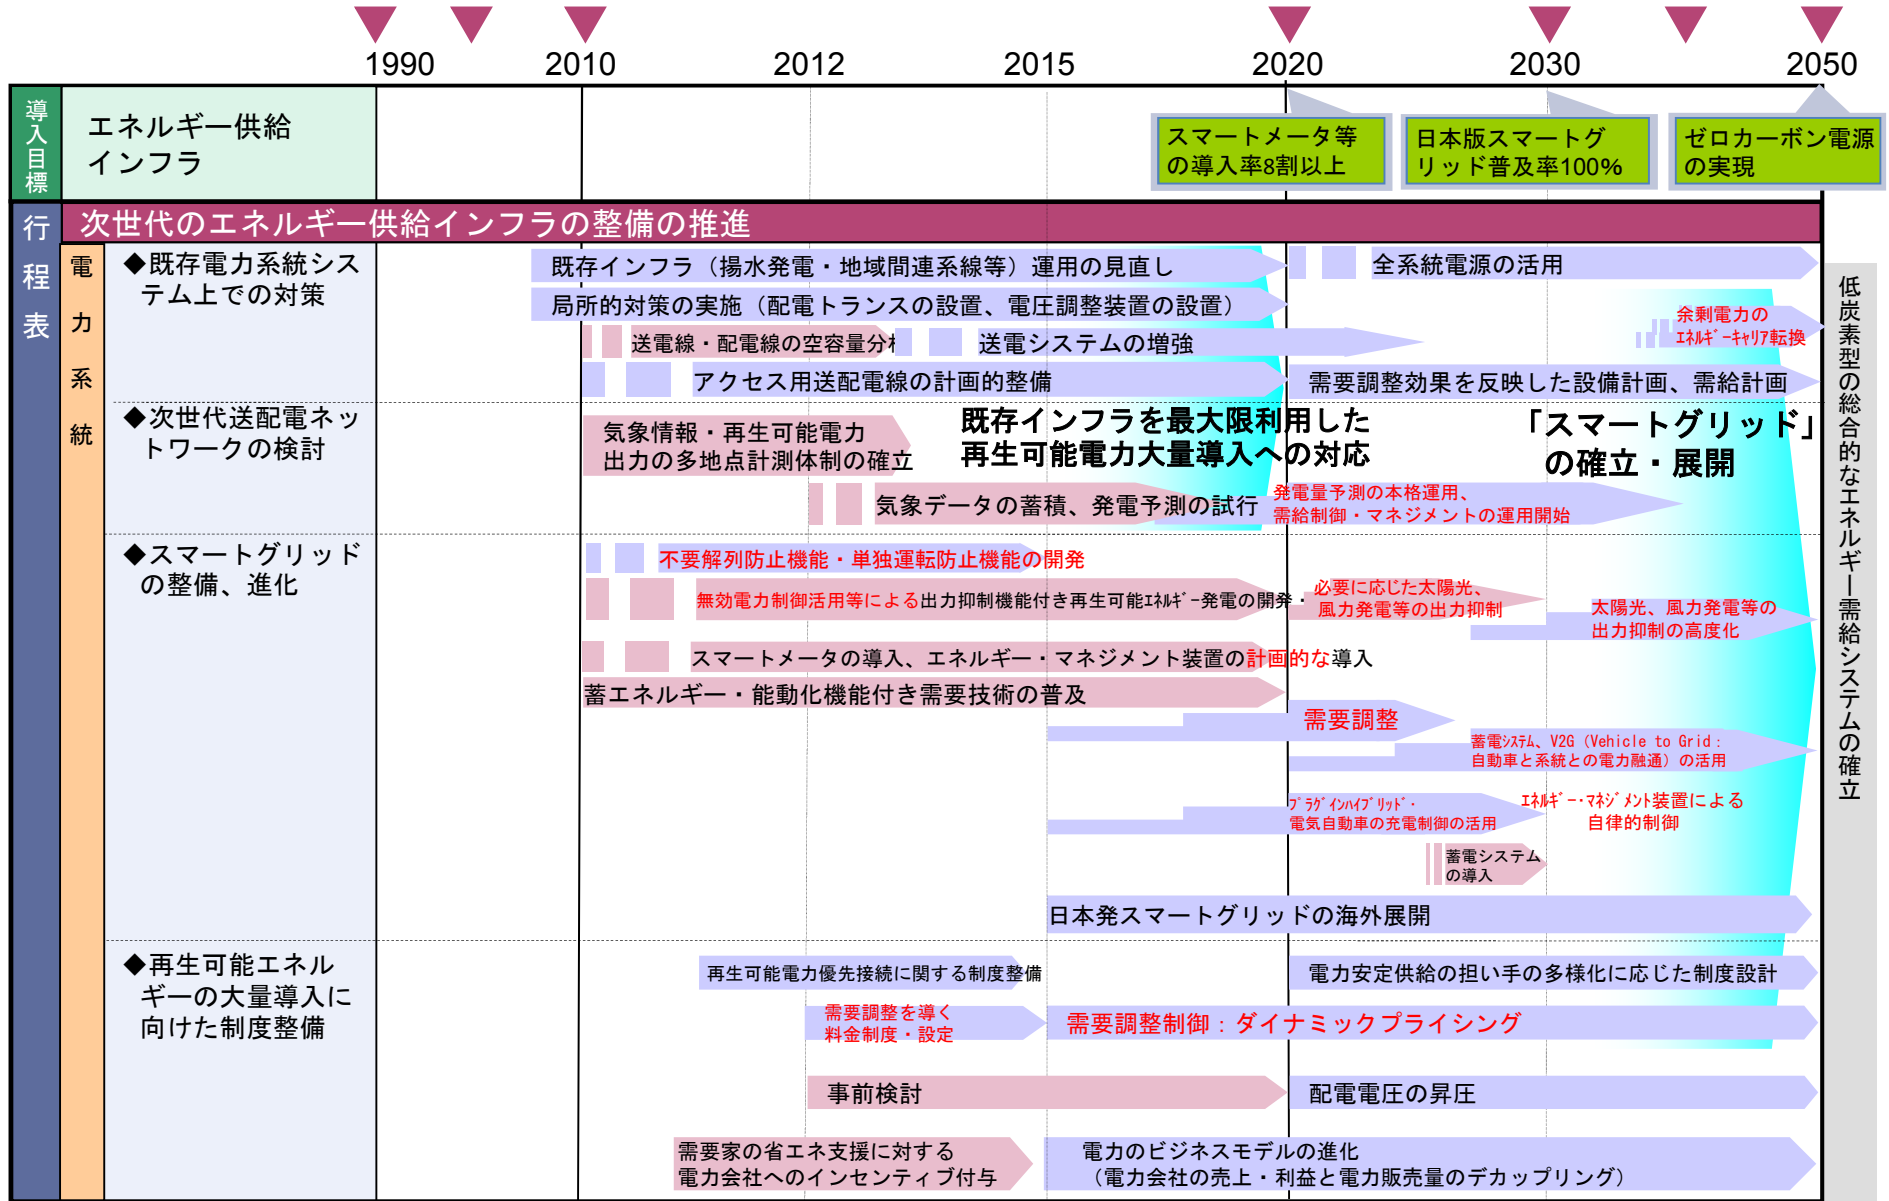 1990
2010
2012
2015
2020
2030
2050
導入目標
エネルギー供給
インフラ
スマートメータ等
の導入率8割以上
日本版スマートグ
リッド普及率100%
ゼロカーボン電源
の実現
行程表
次世代のエネルギー供給インフラの整備の推進
電力系統
◆既存電力系統シス
テム上での対策
既存インフラ（揚水発電・地域間連系線等）運用の見直し
全系統電源の活用
局所的対策の実施（配電トランスの設置、電圧調整装置の設置）
送電線・配電線の空容量分析
送電システムの増強
余剰電力の
エネルギーキャリア転換
アクセス用送配電線の計画的整備
需要調整効果を反映した設備計画、需給計画
◆次世代送配電ネッ
トワークの検討
気象情報・再生可能電力
出力の多地点計測体制の確立
既存インフラを最大限利用した
再生可能電力大量導入への対応
「スマートグリッド」
の確立・展開
気象データの蓄積、発電予測の試行
発電量予測の本格運用、
需給制御・マネジメントの運用開始
◆スマートグリッド
の整備、進化
不要解列防止機能・単独運転防止機能の開発
無効電力制御活用等による出力抑制機能付き再生可能エネルギー発電の開発・
必要に応じた太陽光、
風力発電等の出力抑制
太陽光、風力発電等の
出力抑制の高度化
スマートメータの導入、エネルギー・マネジメント装置の計画的な導入
蓄エネルギー・能動化機能付き需要技術の普及
需要調整
蓄電システム、V2G（Vehicle to Grid：
自動車と系統との電力融通）の活用
プラグインハイブリッド・
電気自動車の充電制御の活用
エネルギー・マネジメント装置による
自律的制御
蓄電システム
の導入
日本発スマートグリッドの海外展開
◆再生可能エネル
ギーの大量導入に
向けた制度整備
再生可能電力優先接続に関する制度整備
電力安定供給の担い手の多様化に応じた制度設計
需要調整を導く
料金制度・設定
需要調整制御：ダイナミックプライシング
事前検討
配電電圧の昇圧
需要家の省エネ支援に対する
電力会社へのインセンティブ付与
電力のビジネスモデルの進化
（電力会社の売上・利益と電力販売量のデカップリング）
低炭素型の総合的なエネルギー需給システムの確立